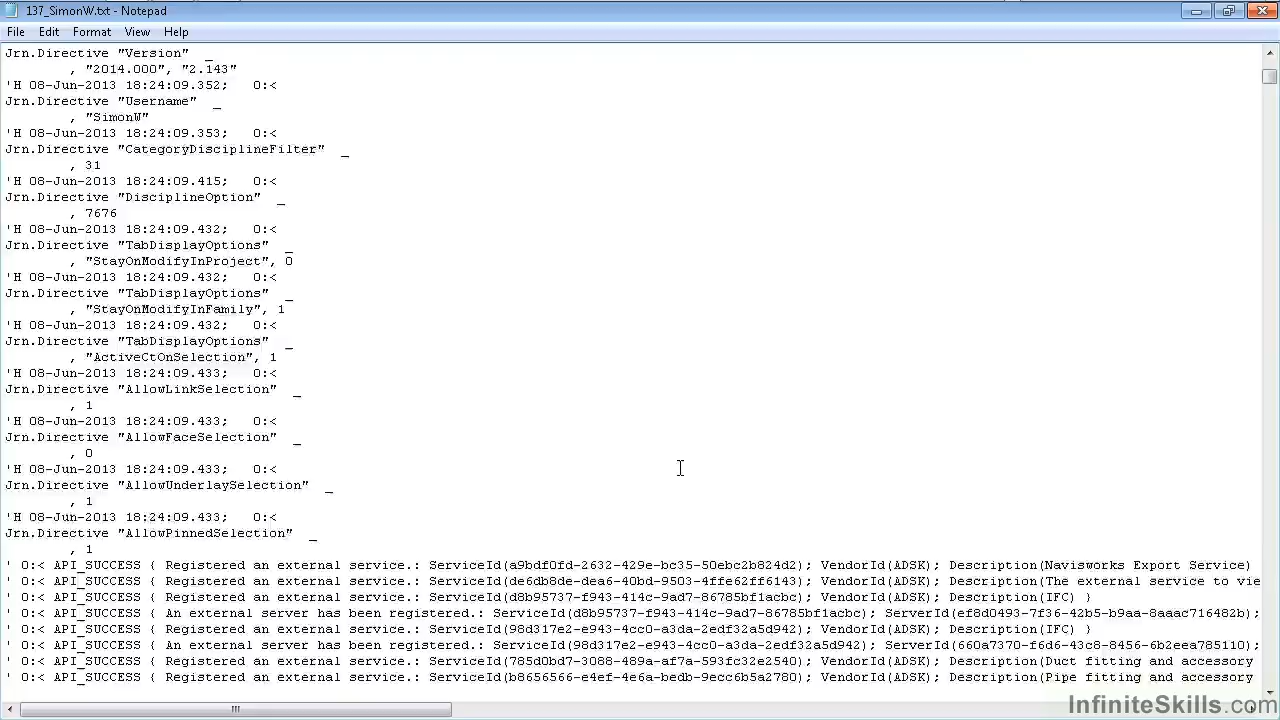 137_SimonW.txt - Notepad
File Edit Format View Help
Jrn.Directive "Version" _
, "2014.000", "2.143"
'H 08-Jun-2013 18:24:09.352; 0:<
Jrn.Directive "Username" _
, "SimonW"
'H 08-Jun-2013 18:24:09.353; 0:<
Jrn.Directive "CategoryDisciplineFilter" _
, 31
'H 08-Jun-2013 18:24:09.415; 0:<
Jrn.Directive "DisciplineOption" _
, 7676
'H 08-Jun-2013 18:24:09.432; 0:<
Jrn.Directive "TabDisplayOptions" _
, "StayOnModifyInProject", 0
'H 08-Jun-2013 18:24:09.432; 0:<
Jrn.Directive "TabDisplayOptions" _
, "StayOnModifyInFamily", 1
'H 08-Jun-2013 18:24:09.432; 0:<
Jrn.Directive "TabDisplayOptions" _
, "ActiveCtOnSelection", 1
'H 08-Jun-2013 18:24:09.433; 0:<
Jrn.Directive "AllowLinkSelection" _
, 1
'H 08-Jun-2013 18:24:09.433; 0:<
Jrn.Directive "AllowFaceSelection" _
, 0
'H 08-Jun-2013 18:24:09.433; 0:<
Jrn.Directive "AllowUnderlaySelection" _
, 1
'H 08-Jun-2013 18:24:09.433; 0:<
Jrn.Directive "AllowPinnedSelection" _
, 1
' 0:< API_SUCCESS { Registered an external service.: ServiceId(a9bdf0fd-2632-429e-bc35-50ebc2b824d2); VendorId(ADSK); Description(Navisworks Export Service)
' 0:< API_SUCCESS { Registered an external service.: ServiceId(de6db8de-dea6-40bd-9503-4ffe62ff6143); VendorId(ADSK); Description(The external service to vie
' 0:< API_SUCCESS { Registered an external service.: ServiceId(d8b95737-f943-414c-9ad7-86785bf1acbc); VendorId(ADSK); Description(IFC) }
' 0:< API_SUCCESS { An external server has been registered.: ServiceId(d8b95737-f943-414c-9ad7-86785bf1acbc); ServerId(ef8d0493-7f36-42b5-b9aa-8aaac716482b);
' 0:< API_SUCCESS { Registered an external service.: ServiceId(98d317e2-e943-4cc0-a3da-2edf32a5d942); VendorId(ADSK); Description(IFC) }
' 0:< API_SUCCESS { An external server has been registered.: ServiceId(98d317e2-e943-4cc0-a3da-2edf32a5d942); ServerId(660a7370-f6d6-43c8-8456-6b2eea785110);
' 0:< API_SUCCESS { Registered an external service.: ServiceId(785d0bd7-3088-489a-af7a-593fc32e2540); VendorId(ADSK); Description(Duct fitting and accessory
' 0:< API_SUCCESS { Registered an external service.: ServiceId(b8656566-e4ef-4e6a-bedb-9ecc6b5a2780); VendorId(ADSK); Description(Pipe fitting and accessory
InfiniteSkills.com